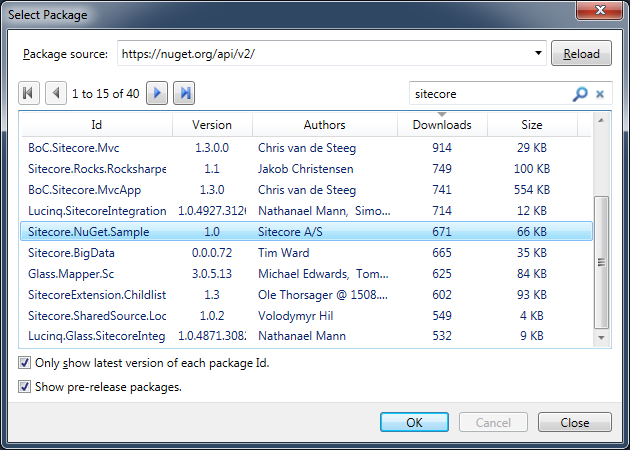 Select Package
Package source: https://nuget.org/api/v2/ Reload
1 to 15 of 40 sitecore
Id Version Authors Downloads Size
BoC.Sitecore.Mvc 1.3.0.0 Chris van de Steeg 914 29 KB
Sitecore.Rocks.Rocksharpe 1.1 Jakob Christensen 749 100 KB
BoC.Sitecore.MvcApp 1.3.0 Chris van de Steeg 741 554 KB
Lucinq.SitecoreIntegration 1.0.4927.3126 Nathanael Mann, Simo... 714 12 KB
Sitecore.NuGet.Sample 1.0 Sitecore A/S 671 66 KB
Sitecore.BigData 0.0.0.72 Tim Ward 665 35 KB
Glass.Mapper.Sc 3.0.5.13 Michael Edwards, Tom... 625 84 KB
SitecoreExtension.Childlist 1.3 Ole Thorsager @ 1508.... 602 93 KB
Sitecore.SharedSource.Loc 1.0.2 Volodymyr Hil 549 4 KB
Lucinq.Glass.SitecoreInteg 1.0.4871.3082 Nathanael Mann 532 9 KB
Only show latest version of each package Id.
Show pre-release packages.
OK Cancel Close